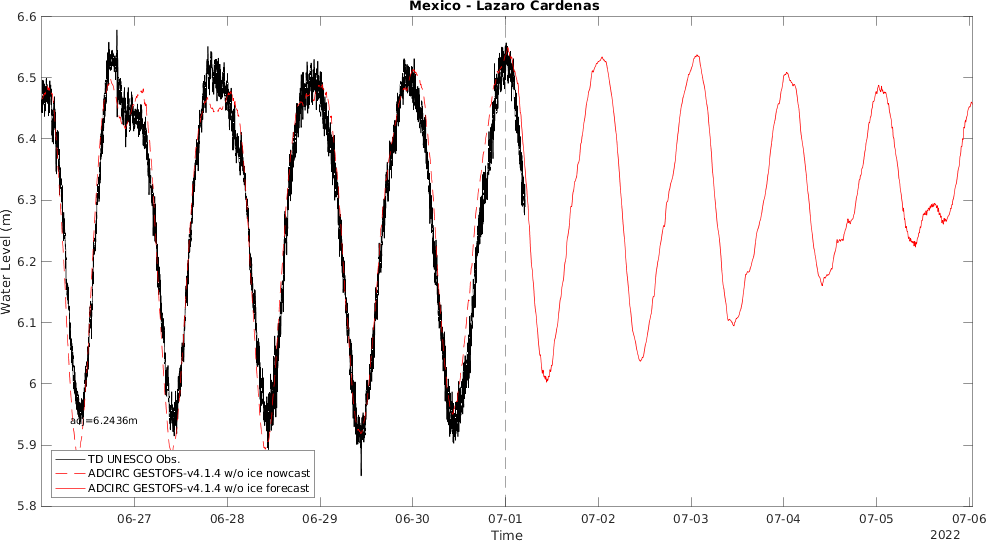 Mexico - Lazaro Cardenas
6.6
6.5
6.4
6.3
6.2
6.1
6
5.9
5.8
Water Level (m)
=6.2436m
TD UNESCO Obs.
ADCIRC GESTOFS-v4.1.4 w/o ice nowcast
ADCIRC GESTOFS-v4.1.4 w/o ice forecast
06-27 06-28 06-29 06-30 07-01 07-02 07-03 07-04 07-05 07-06
Time
2022